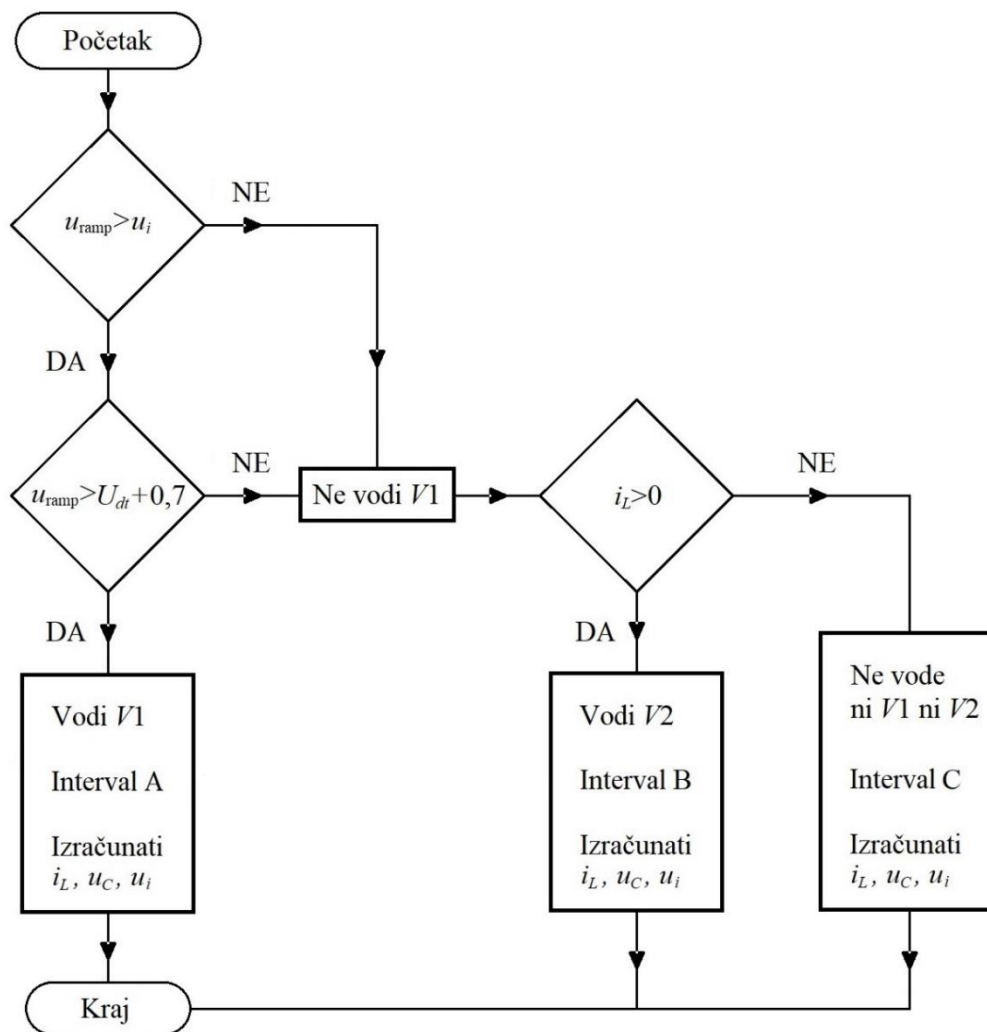 Početak
u_ramp>u_i
NE
DA
u_ramp>U_dt+0,7
NE
Ne vodi V1
i_L>0
NE
DA
DA
Vodi V1
Interval A
Izračunati
i_L, u_C, u_i
Vodi V2
Interval B
Izračunati
i_L, u_C, u_i
Ne vode
ni V1 ni V2
Interval C
Izračunati
i_L, u_C, u_i
Kraj